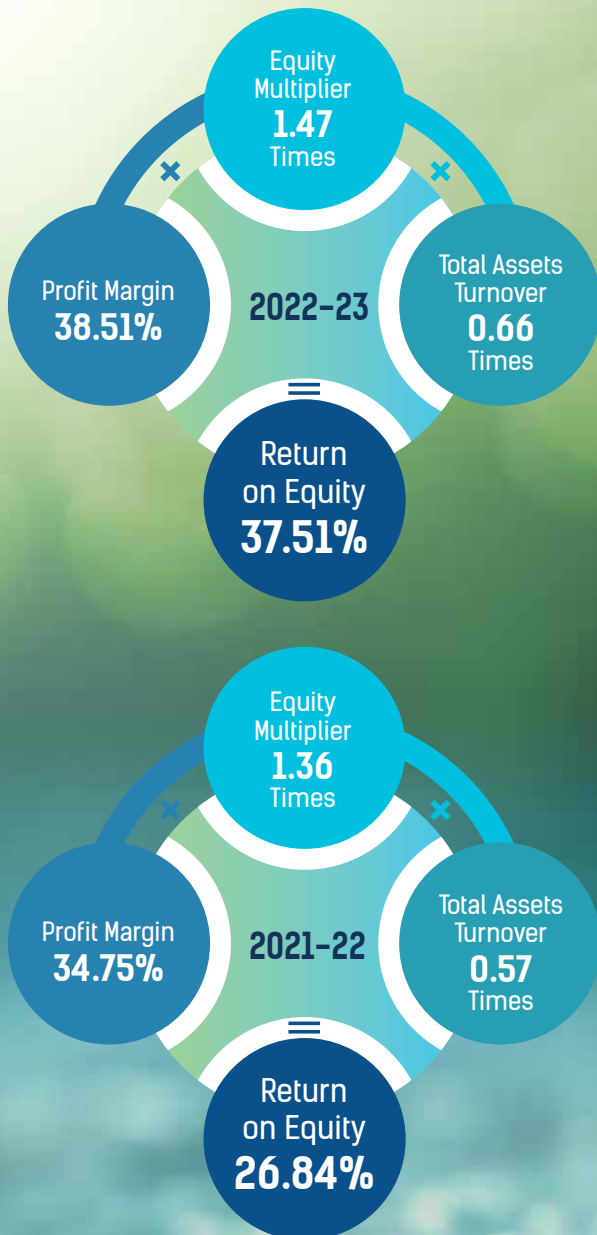 Equity
Multiplier
1.47
Times
×
×
Profit Margin
38.51%
2022-23
Total Assets
Turnover
0.66
Times
=
Return
on Equity
37.51%
Equity
Multiplier
1.36
Times
×
×
Profit Margin
34.75%
2021-22
Total Assets
Turnover
0.57
Times
=
Return
on Equity
26.84%